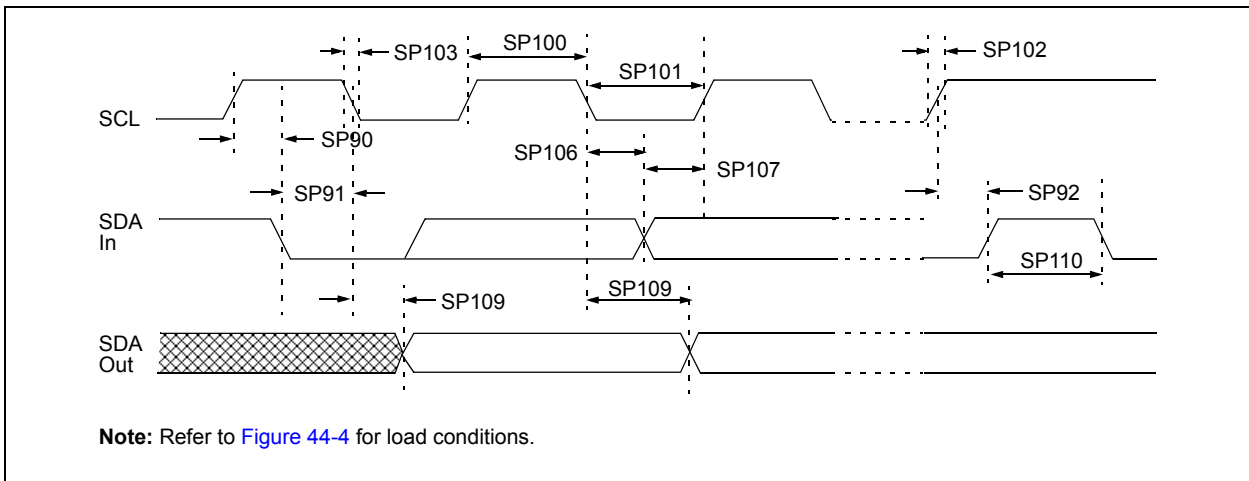 SP103
SP100
SP102
SP101
SCL
SP90
SP106
SP107
SP91
SP92
SDA
In
SP110
SP109
SP109
SDA
Out
Note: Refer to Figure 44-4 for load conditions.